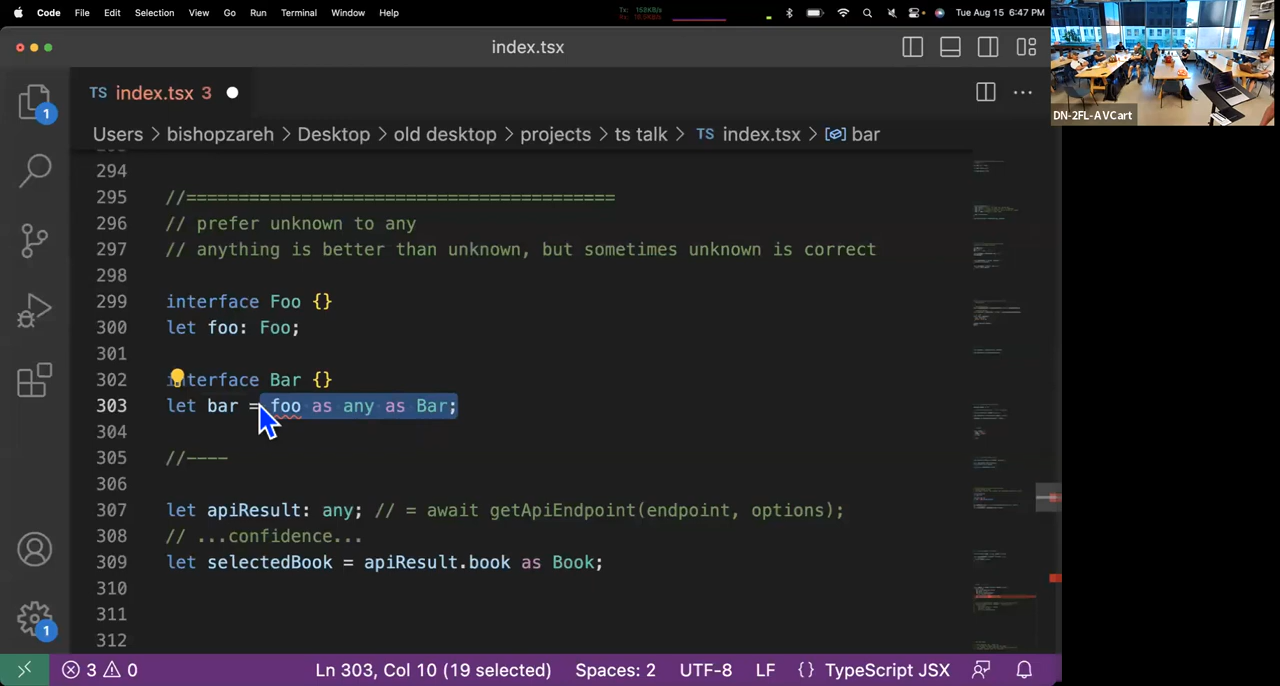 Code File Edit Selection View Go Run Terminal Window Help Tue Aug 15 6:47 PM
index.tsx
TS index.tsx 3
1
Users > bishopzareh > Desktop > old desktop > projects > ts talk > TS index.tsx > bar
DN-2FL-AVCart
294
295 //=========================================
296 // prefer unknown to any
297 // anything is better than unknown, but sometimes unknown is correct
298
299 interface Foo {}
300 let foo: Foo;
301
302 interface Bar {}
303 let bar = foo as any as Bar;
304
305 //----
306
307 let apiResult: any; // = await getApiEndpoint(endpoint, options);
308 // ...confidence...
309 let selectedBook = apiResult.book as Book;
310
311
312
1
3 0 Ln 303, Col 10 (19 selected) Spaces: 2 UTF-8 LF {} TypeScript JSX